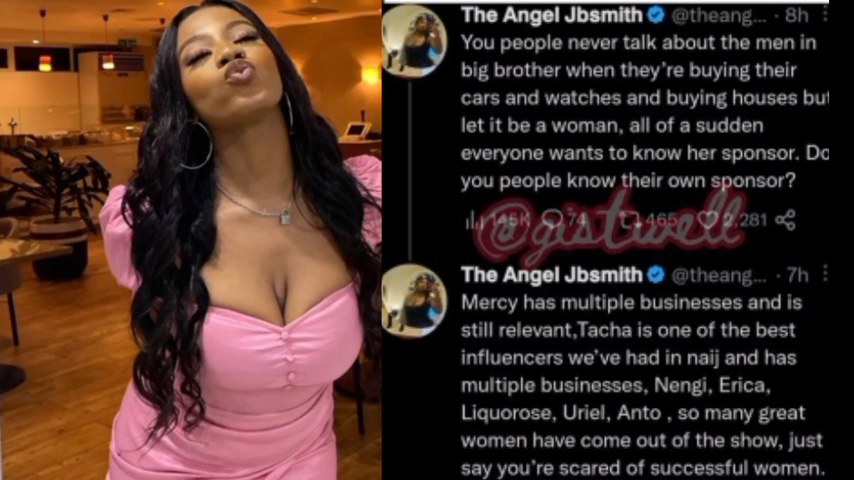 The Angel Jbsmith @theang... · 8h
You people never talk about the men in
big brother when they're buying their
cars and watches and buying houses but
let it be a woman, all of a sudden
everyone wants to know her sponsor. Do
you people know their own sponsor?
145K 74 465 2,281
@gistwell
The Angel Jbsmith @theang... · 7h
Mercy has multiple businesses and is
still relevant,Tacha is one of the best
influencers we've had in naij and has
multiple businesses, Nengi, Erica,
Liquorose, Uriel, Anto , so many great
women have come out of the show, just
say you're scared of successful women.